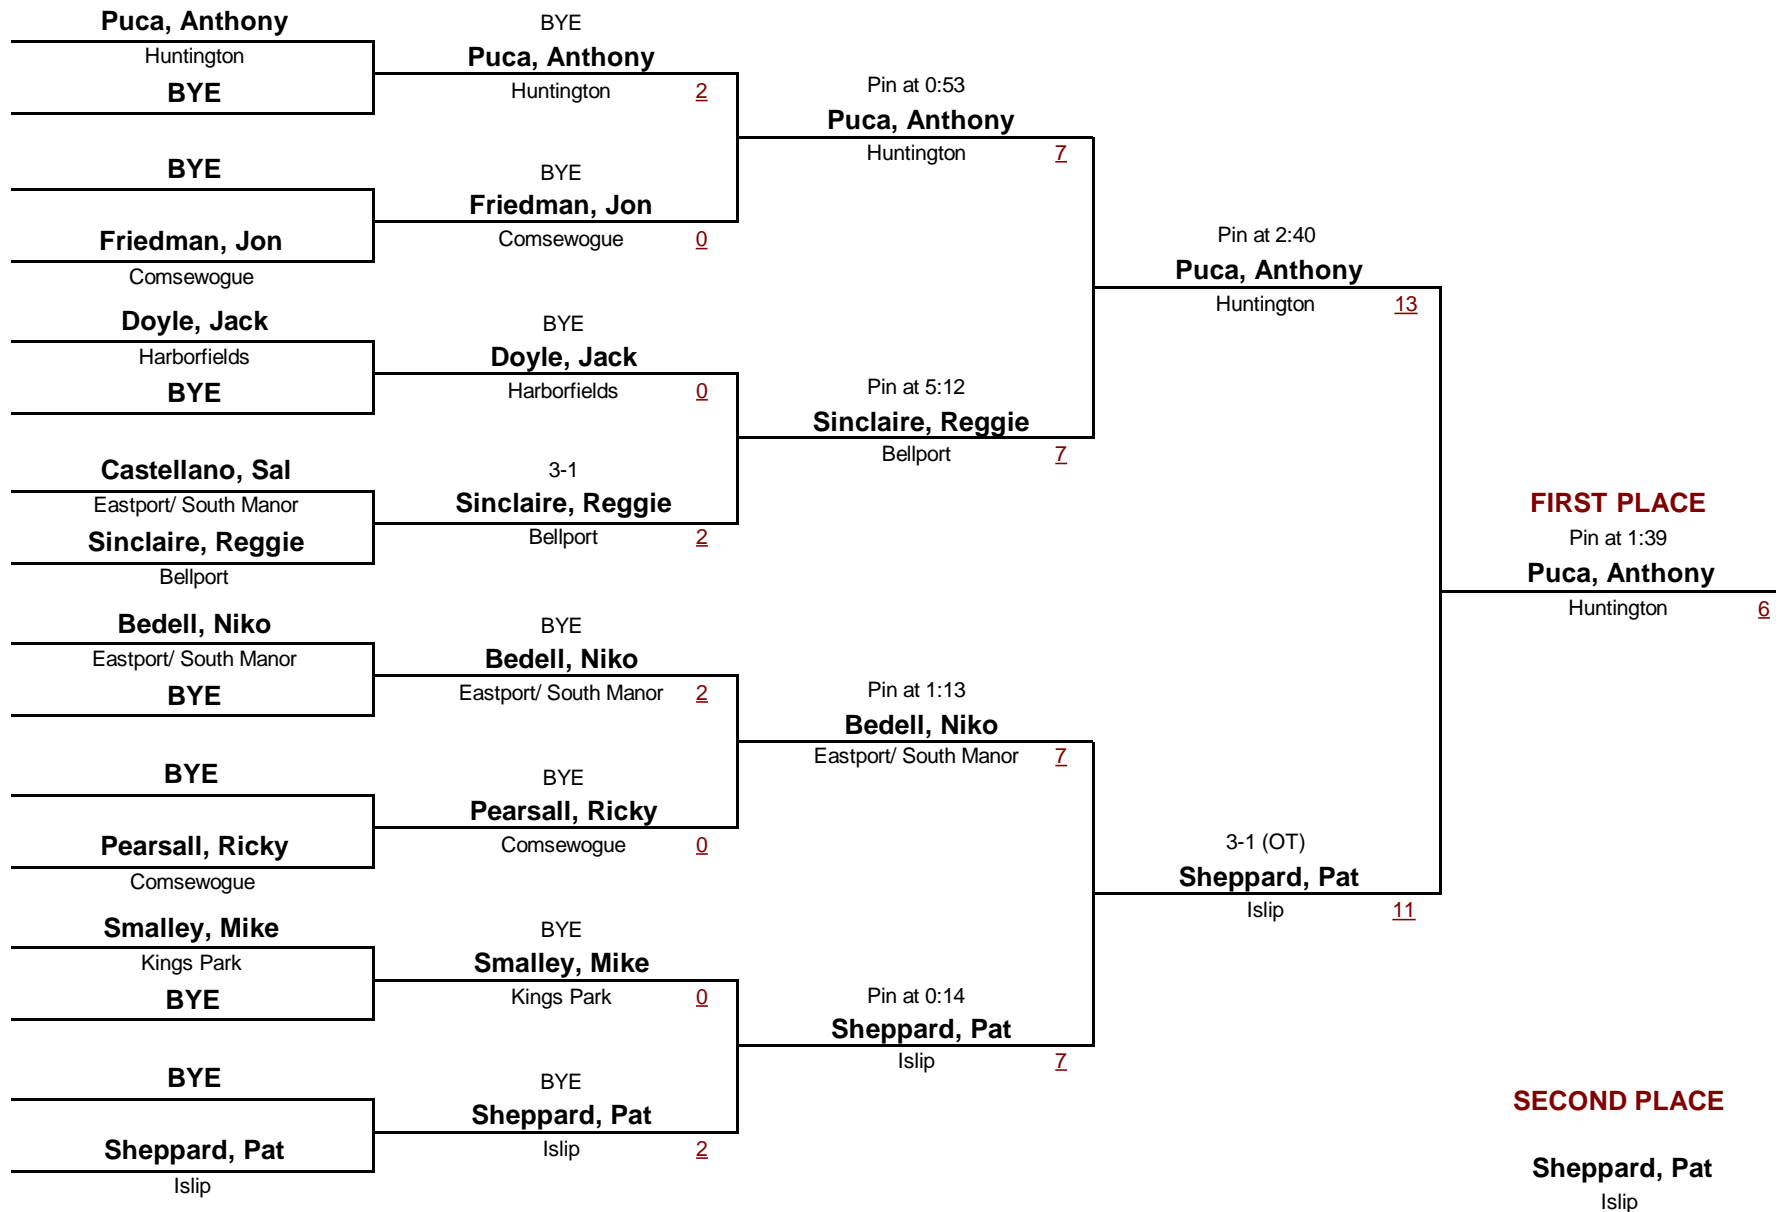 Puca, Anthony
Huntington
BYE
BYE
Friedman, Jon
Comsewogue
Doyle, Jack
Harborfields
BYE
Castellano, Sal
Eastport/ South Manor
Sinclaire, Reggie
Bellport
Bedell, Niko
Eastport/ South Manor
BYE
BYE
Pearsall, Ricky
Comsewogue
Smalley, Mike
Kings Park
BYE
BYE
Sheppard, Pat
Islip
BYE
Puca, Anthony
Huntington 2
BYE
Friedman, Jon
Comsewogue 0
BYE
Doyle, Jack
Harborfields 0
3-1
Sinclaire, Reggie
Bellport 2
BYE
Bedell, Niko
Eastport/ South Manor 2
BYE
Pearsall, Ricky
Comsewogue 0
BYE
Smalley, Mike
Kings Park 0
BYE
Sheppard, Pat
Islip 2
Pin at 0:53
Puca, Anthony
Huntington 7
Pin at 5:12
Sinclaire, Reggie
Bellport 7
Pin at 1:13
Bedell, Niko
Eastport/ South Manor 7
Pin at 0:14
Sheppard, Pat
Islip 7
Pin at 2:40
Puca, Anthony
Huntington 13
3-1 (OT)
Sheppard, Pat
Islip 11
FIRST PLACE
Pin at 1:39
Puca, Anthony
Huntington 6
SECOND PLACE
Sheppard, Pat
Islip